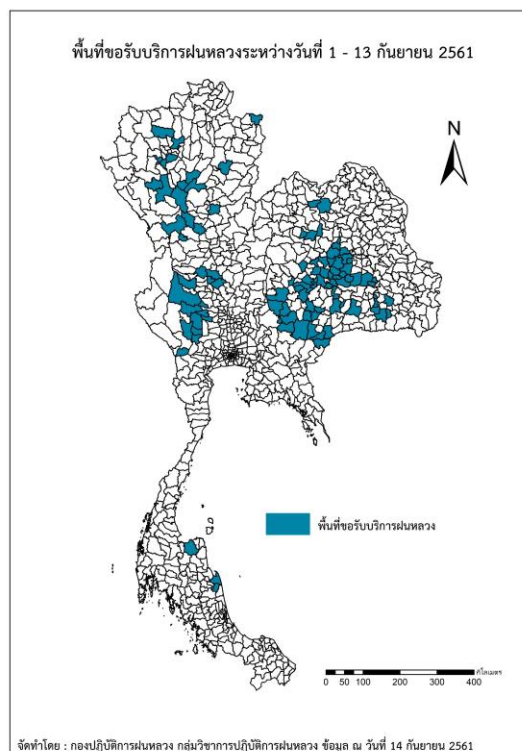 พื้นที่ขอรับบริการฝนหลวงระหว่างวันที่ 1 - 13 กันยายน 2561
N
พื้นที่ขอรับบริการฝนหลวง
กิโลเมตร
0 50 100 200 300 400
จัดทำโดย : กองปฏิบัติการฝนหลวง กลุ่มวิชาการปฏิบัติการฝนหลวง ข้อมูล ณ วันที่ 14 กันยายน 2561